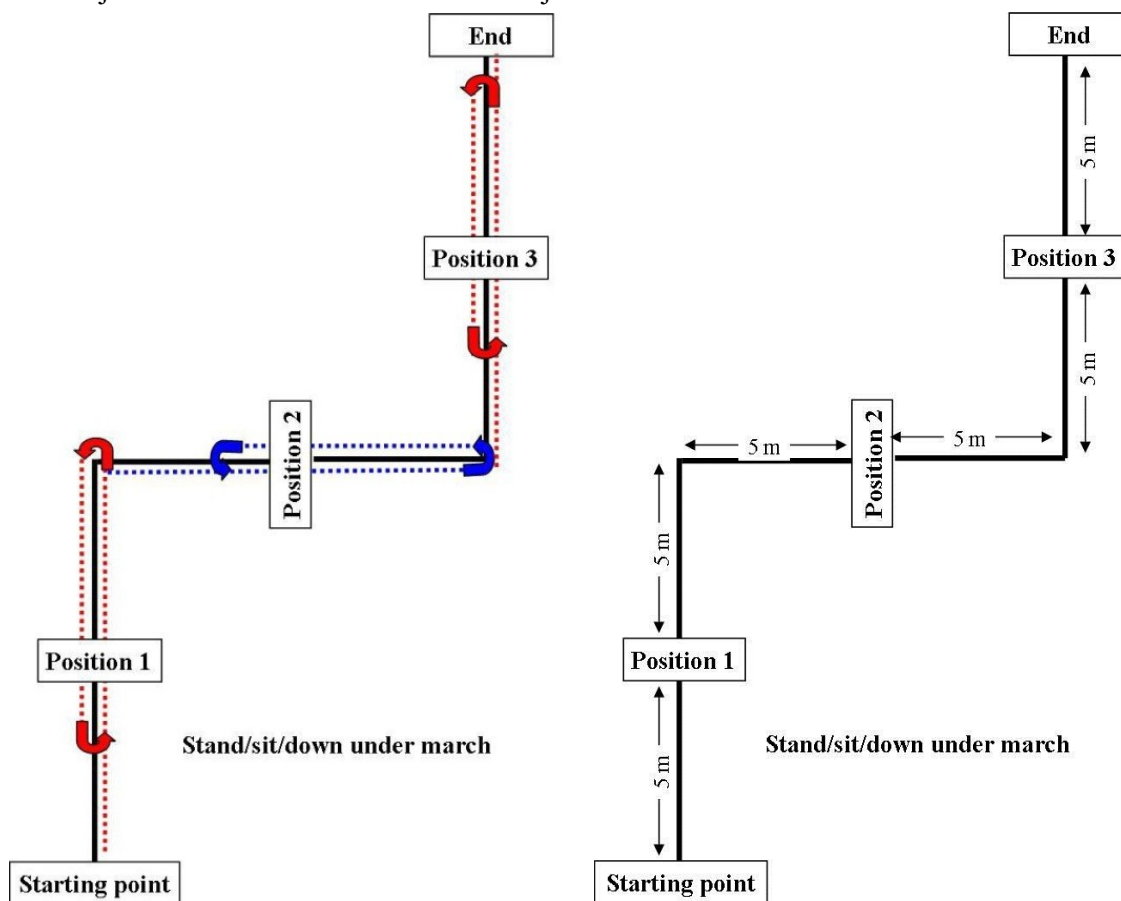 j
j
End
Position 3
Position 2
Position 1
Stand/sit/down under march
Starting point
End
5 m
Position 3
5 m
5 m
5 m
Position 2
5 m
Position 1
5 m
Stand/sit/down under march
Starting point